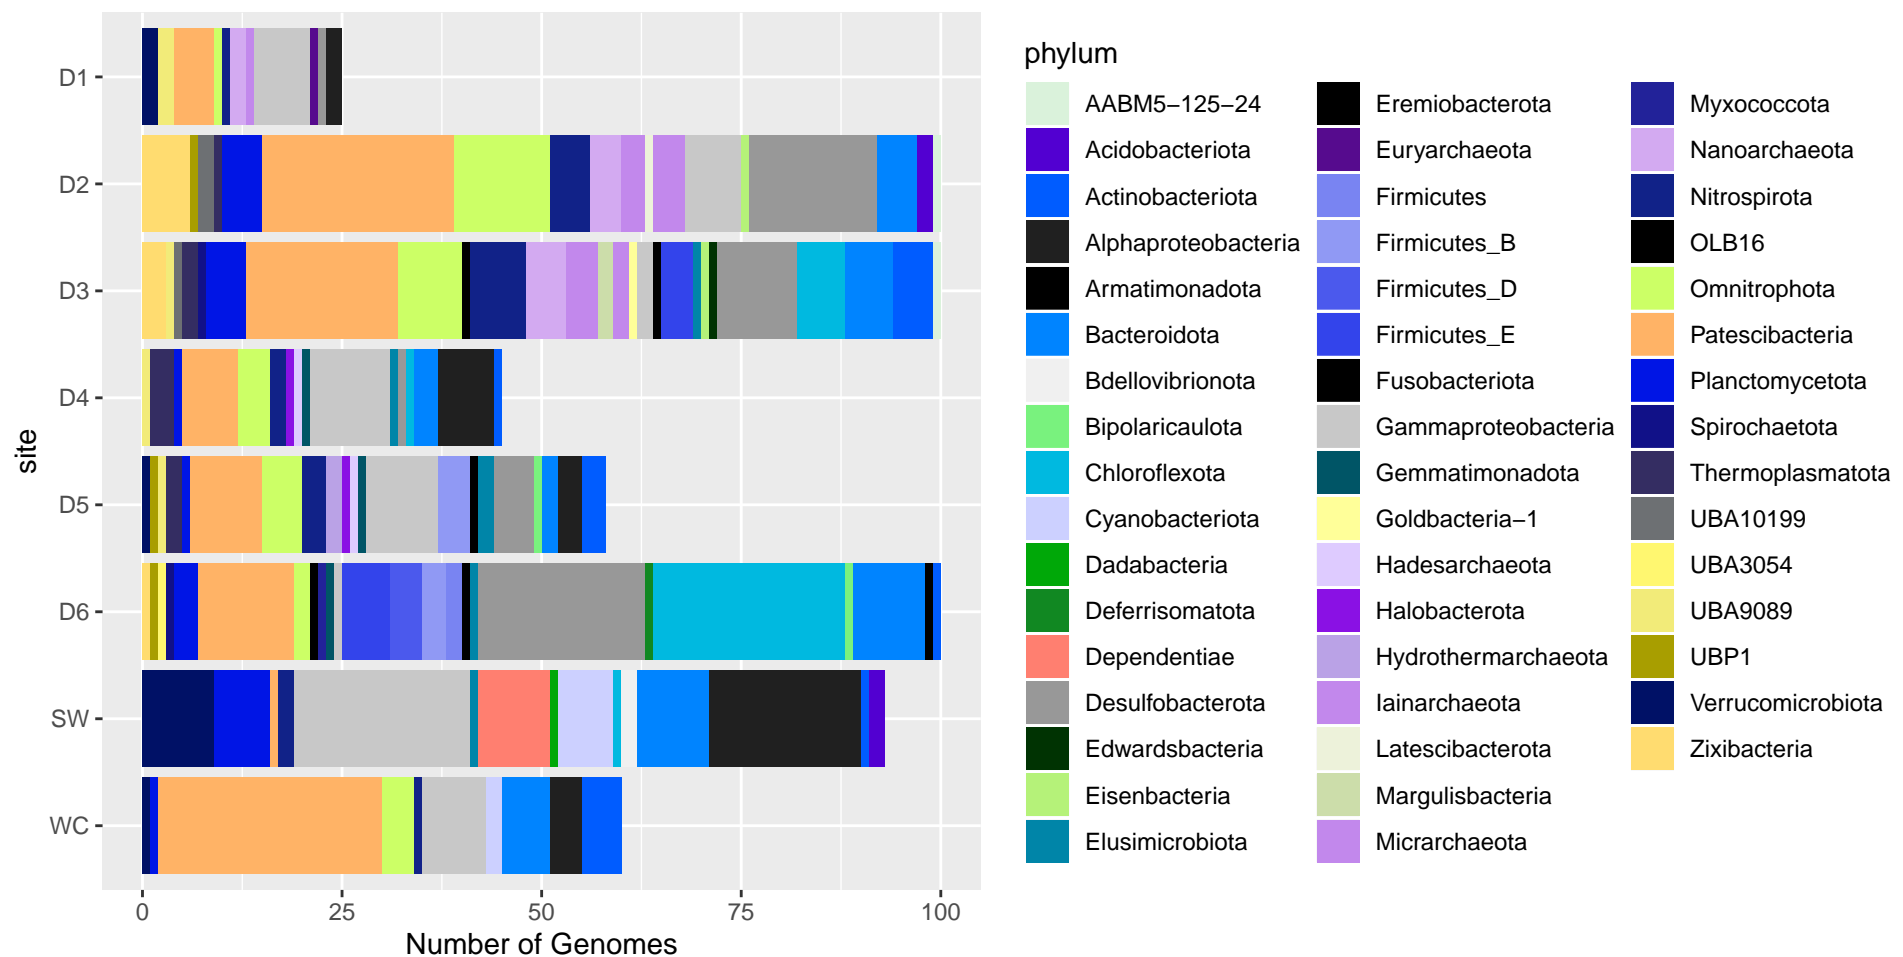 D1
D2
D3
D4
D5
D6
SW
WC
site
0
25
50
75
100
Number of Genomes
phylum
AABM5−125−24
Acidobacteriota
Actinobacteriota
Alphaproteobacteria
Armatimonadota
Bacteroidota
Bdellovibrionota
Bipolaricaulota
Chloroflexota
Cyanobacteriota
Dadabacteria
Deferrisomatota
Dependentiae
Desulfobacterota
Edwardsbacteria
Eisenbacteria
Elusimicrobiota
Eremiobacterota
Euryarchaeota
Firmicutes
Firmicutes_B
Firmicutes_D
Firmicutes_E
Fusobacteriota
Gammaproteobacteria
Gemmatimonadota
Goldbacteria−1
Hadesarchaeota
Halobacterota
Hydrothermarchaeota
Iainarchaeota
Latescibacterota
Margulisbacteria
Micrarchaeota
Myxococcota
Nanoarchaeota
Nitrospirota
OLB16
Omnitrophota
Patescibacteria
Planctomycetota
Spirochaetota
Thermoplasmatota
UBA10199
UBA3054
UBA9089
UBP1
Verrucomicrobiota
Zixibacteria